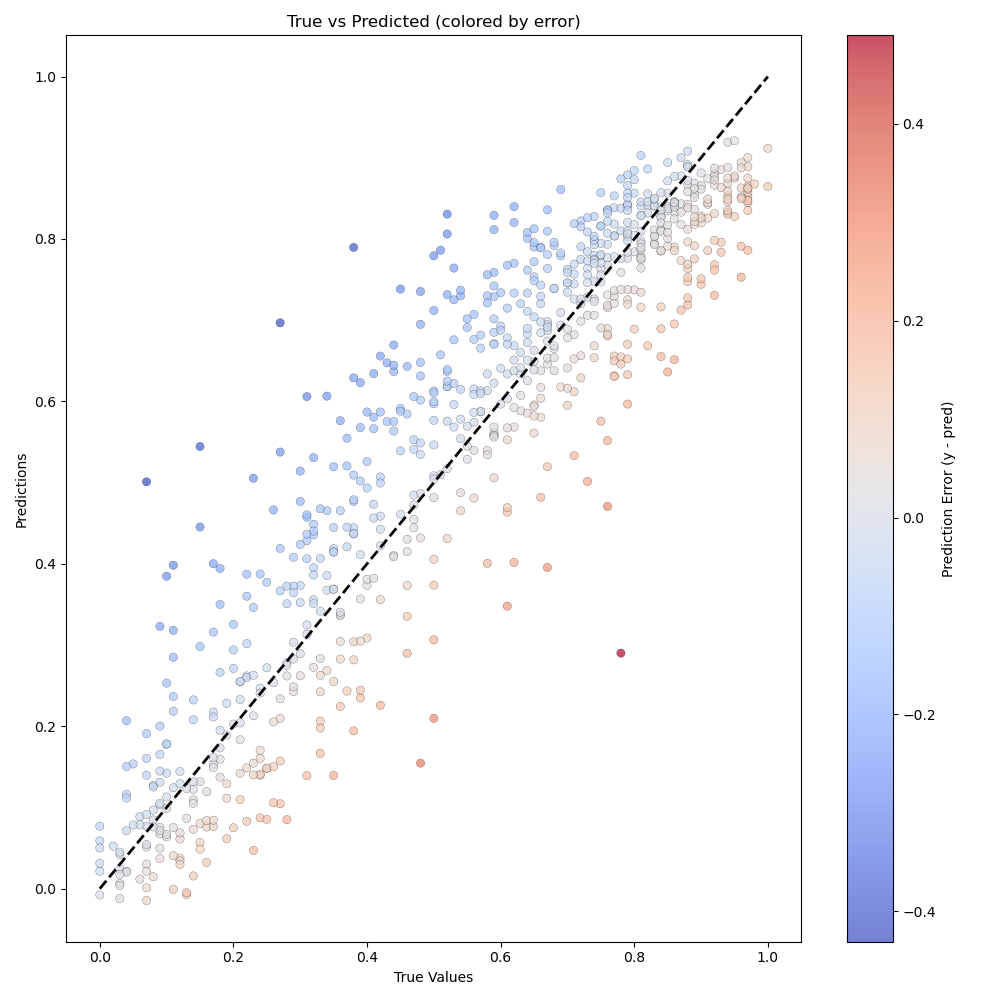 True vs Predicted (colored by error)
1.0
0.8
0.6
0.4
0.2
0.0
Predictions
0.0 0.2 0.4 0.6 0.8 1.0
True Values
0.4
0.2
0.0
−0.2
−0.4
Prediction Error (y - pred)